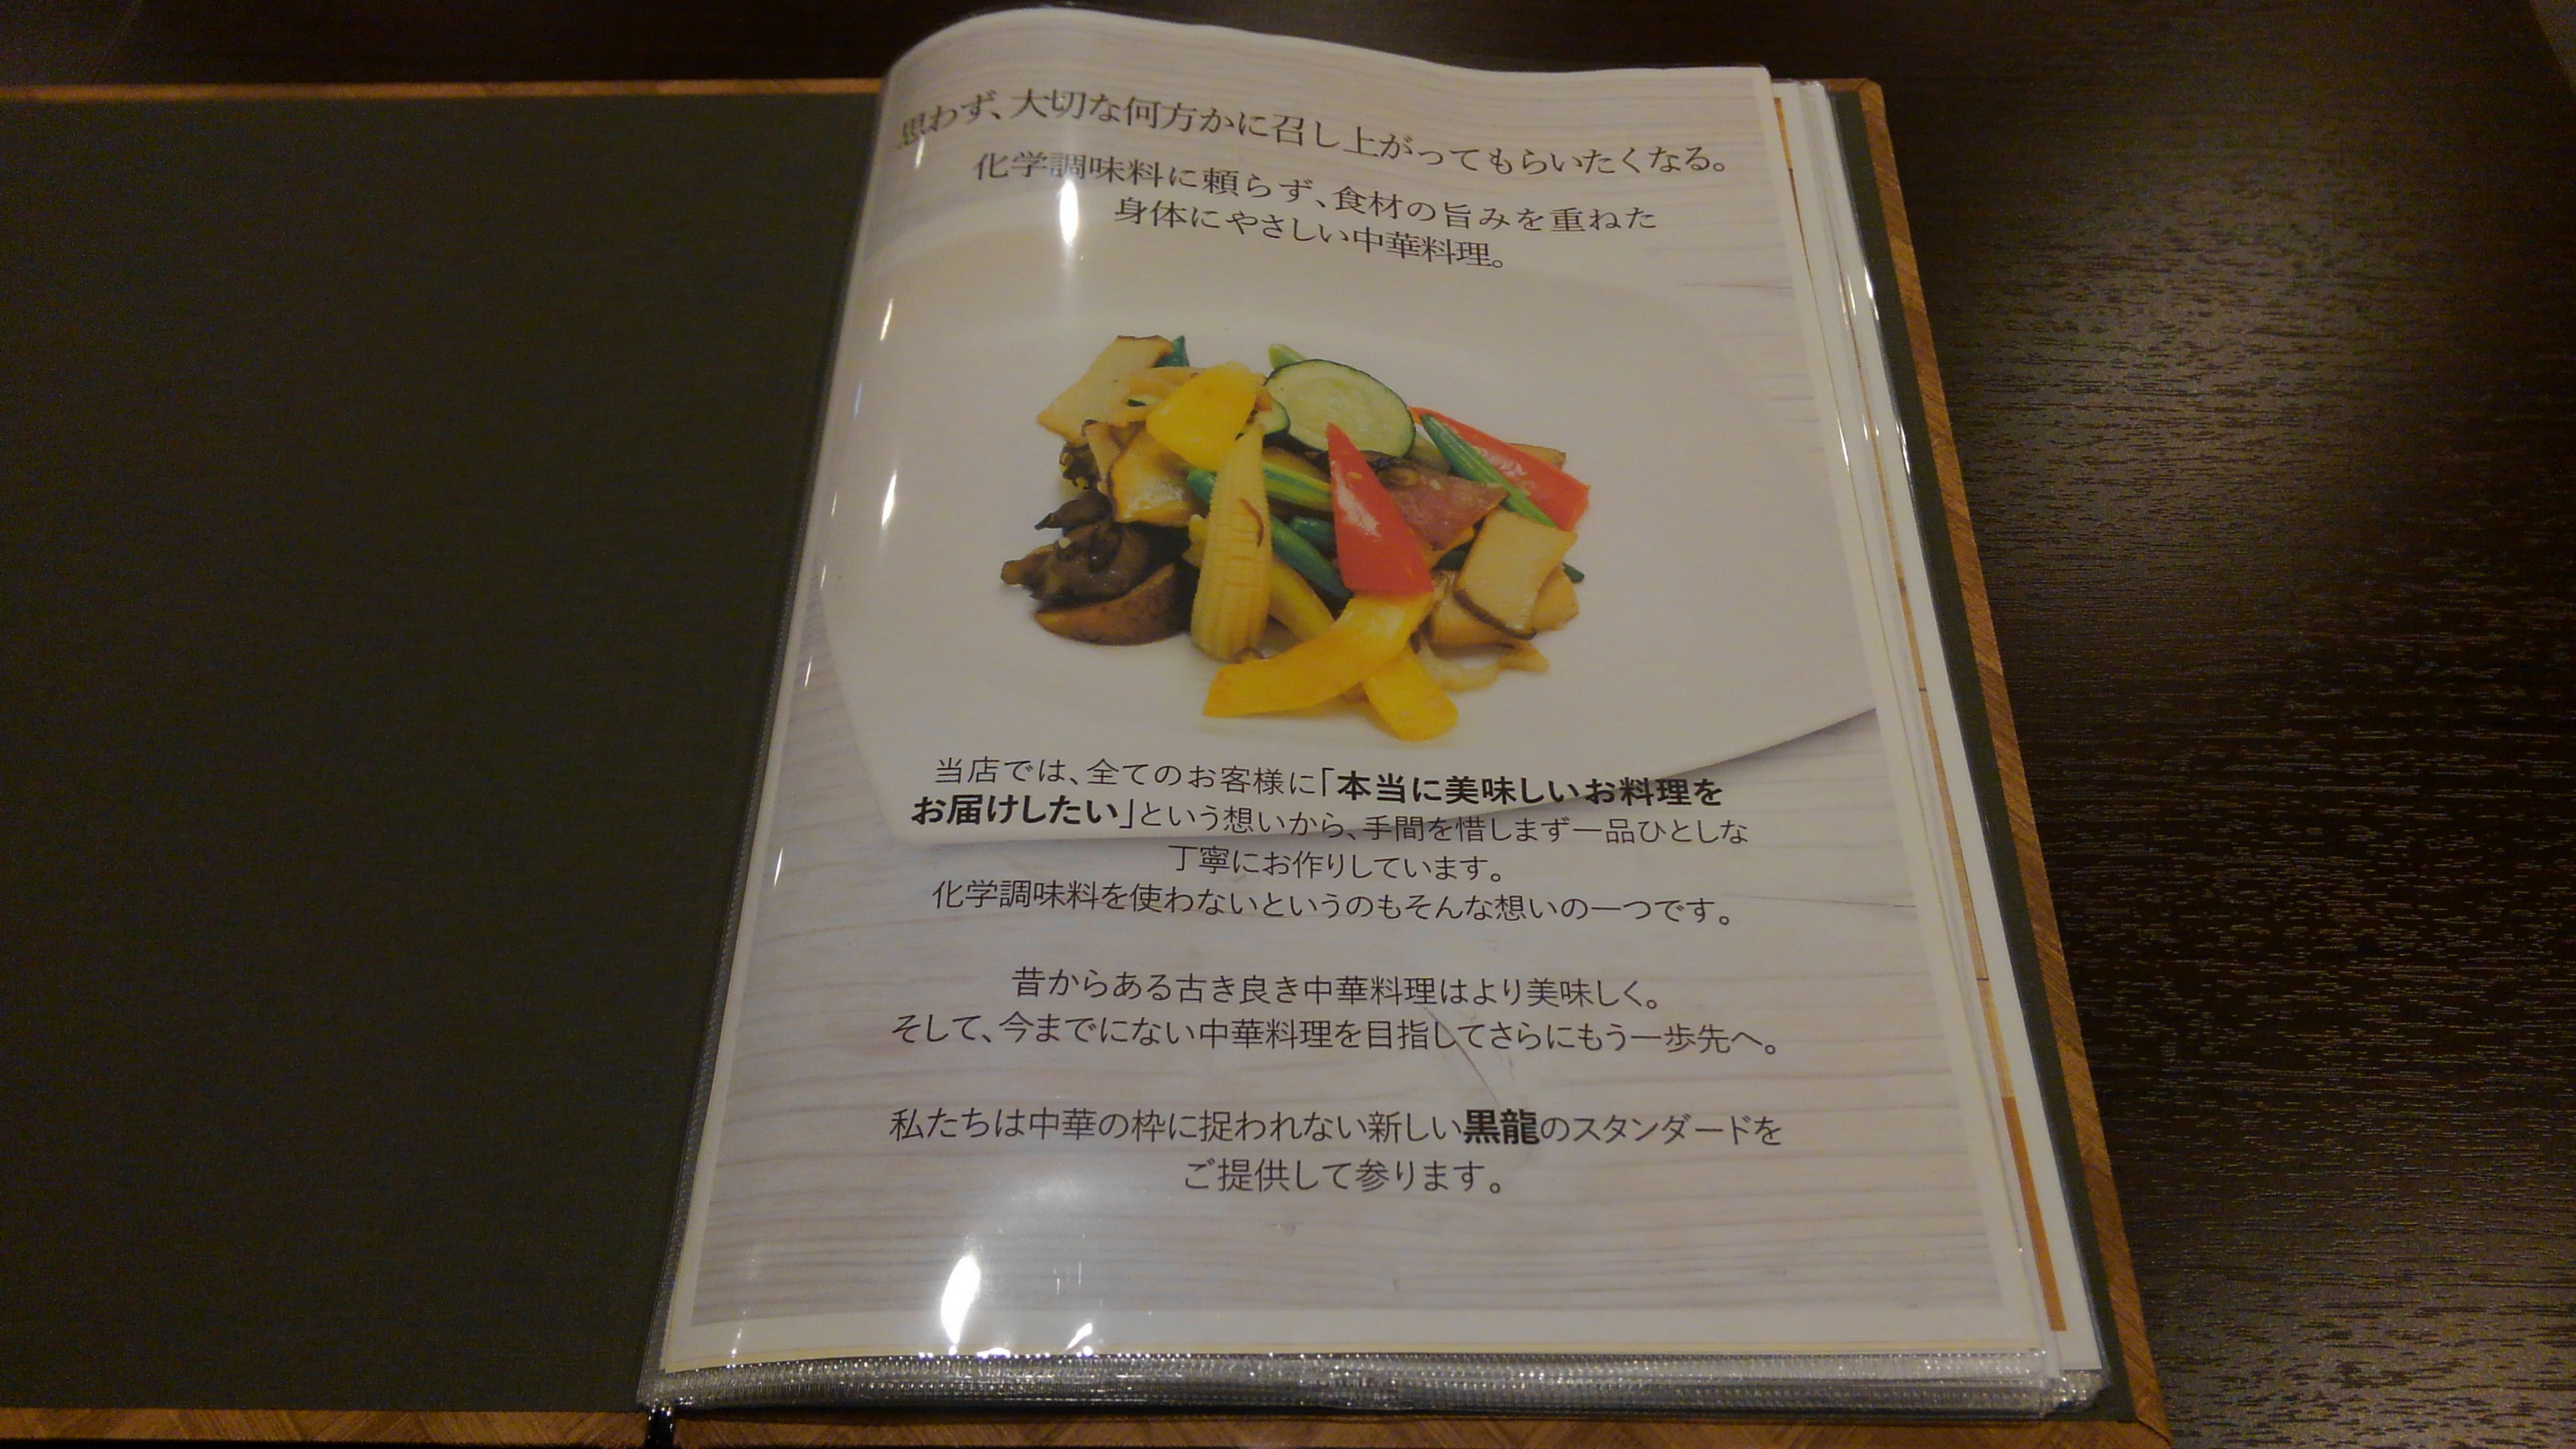 思わず、大切な何方かに召し上がってもらいたくなる。
化学調味料に頼らず、食材の旨みを重ねた
身体にやさしい中華料理。
当店では、全てのお客様に「本当に美味しいお料理を
お届けしたい」という想いから、手間を惜しまず一品ひとしな
丁寧にお作りしています。
化学調味料を使わないというのもそんな想いの一つです。
昔からある古き良き中華料理はより美味しく。
そして、今までにない中華料理を目指してさらにもう一歩先へ。
私たちは中華の枠に捉われない新しい黒龍のスタンダードを
ご提供して参ります。